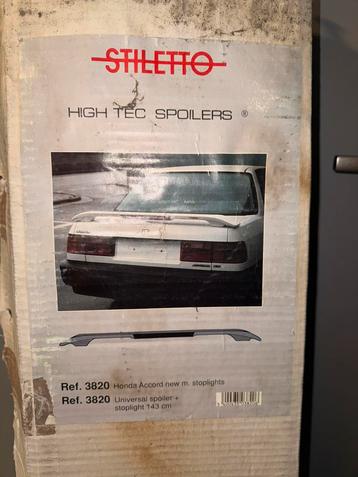 STILETTO
HIGH TEC SPOILERS ®
Ref. 3820 Honda Accord new m. stoplights
Ref. 3820 Universal spoiler +
stoplight 143 cm